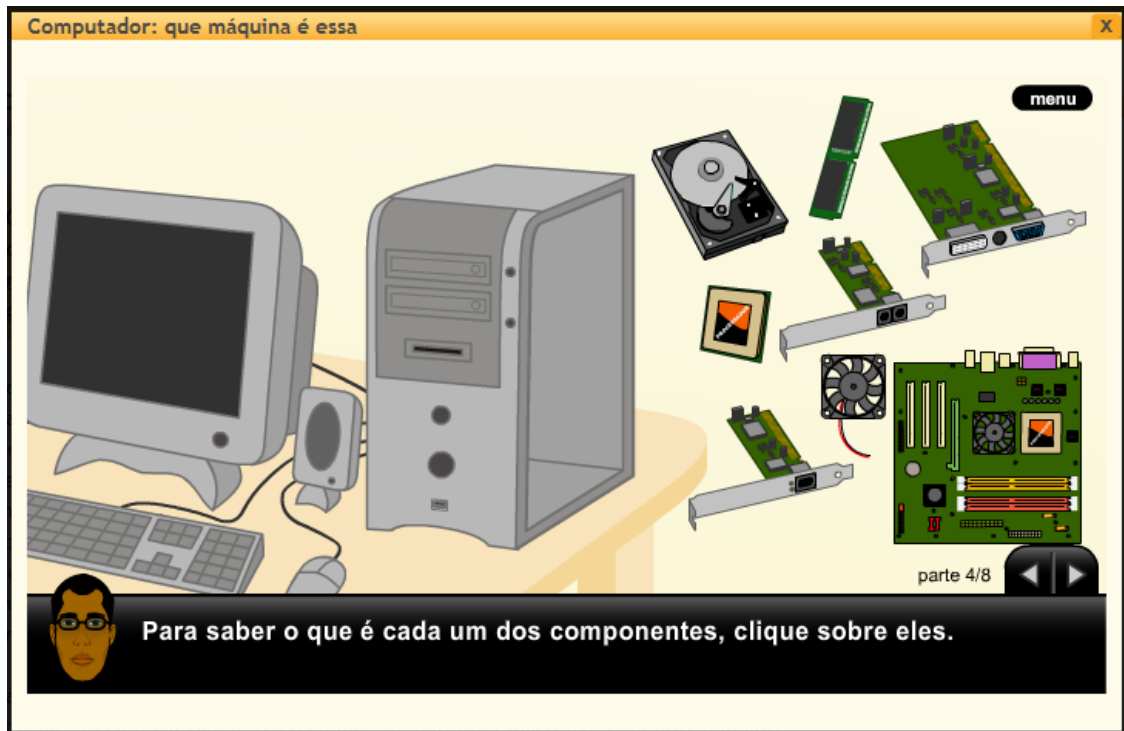 Computador: que máquina é essa
X
menu
parte 4/8
Para saber o que é cada um dos componentes, clique sobre eles.